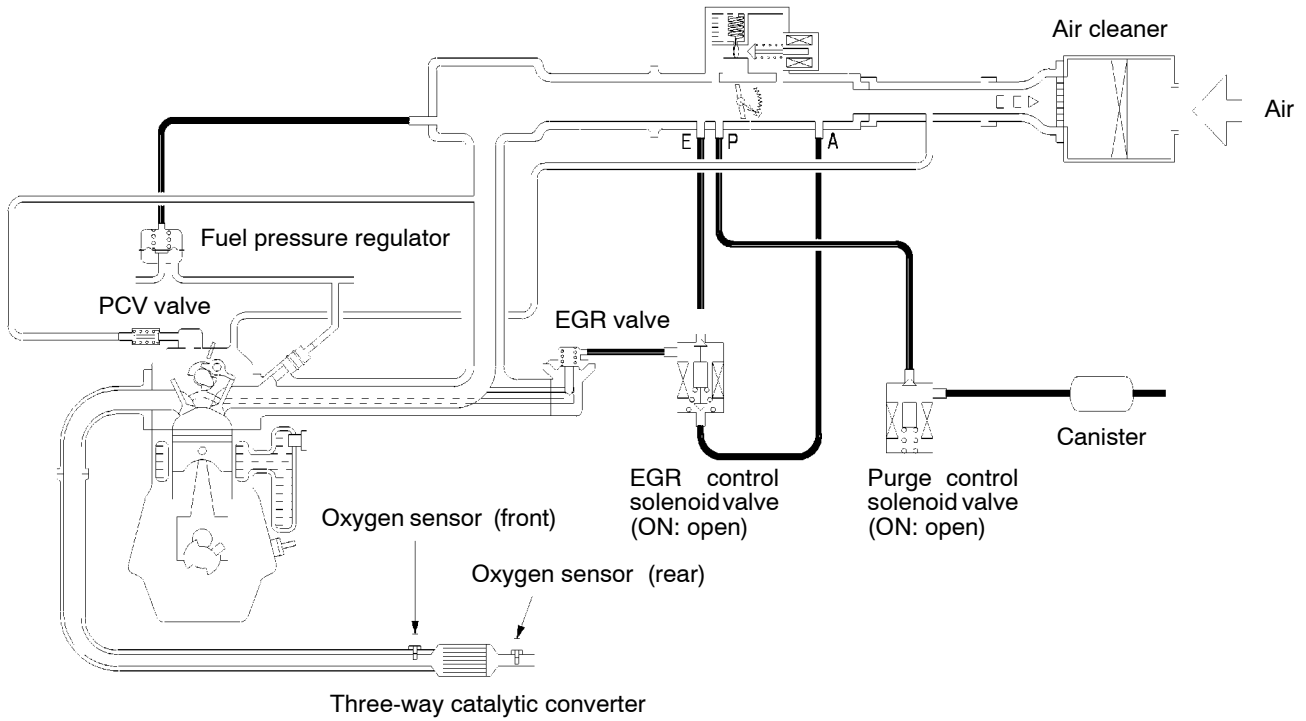 Air cleaner
Air
E P A
Fuel pressure regulator
PCV valve
EGR valve
Canister
EGR control
solenoid valve
(ON: open)
Purge control
solenoid valve
(ON: open)
Oxygen sensor (front)
Oxygen sensor (rear)
Three-way catalytic converter